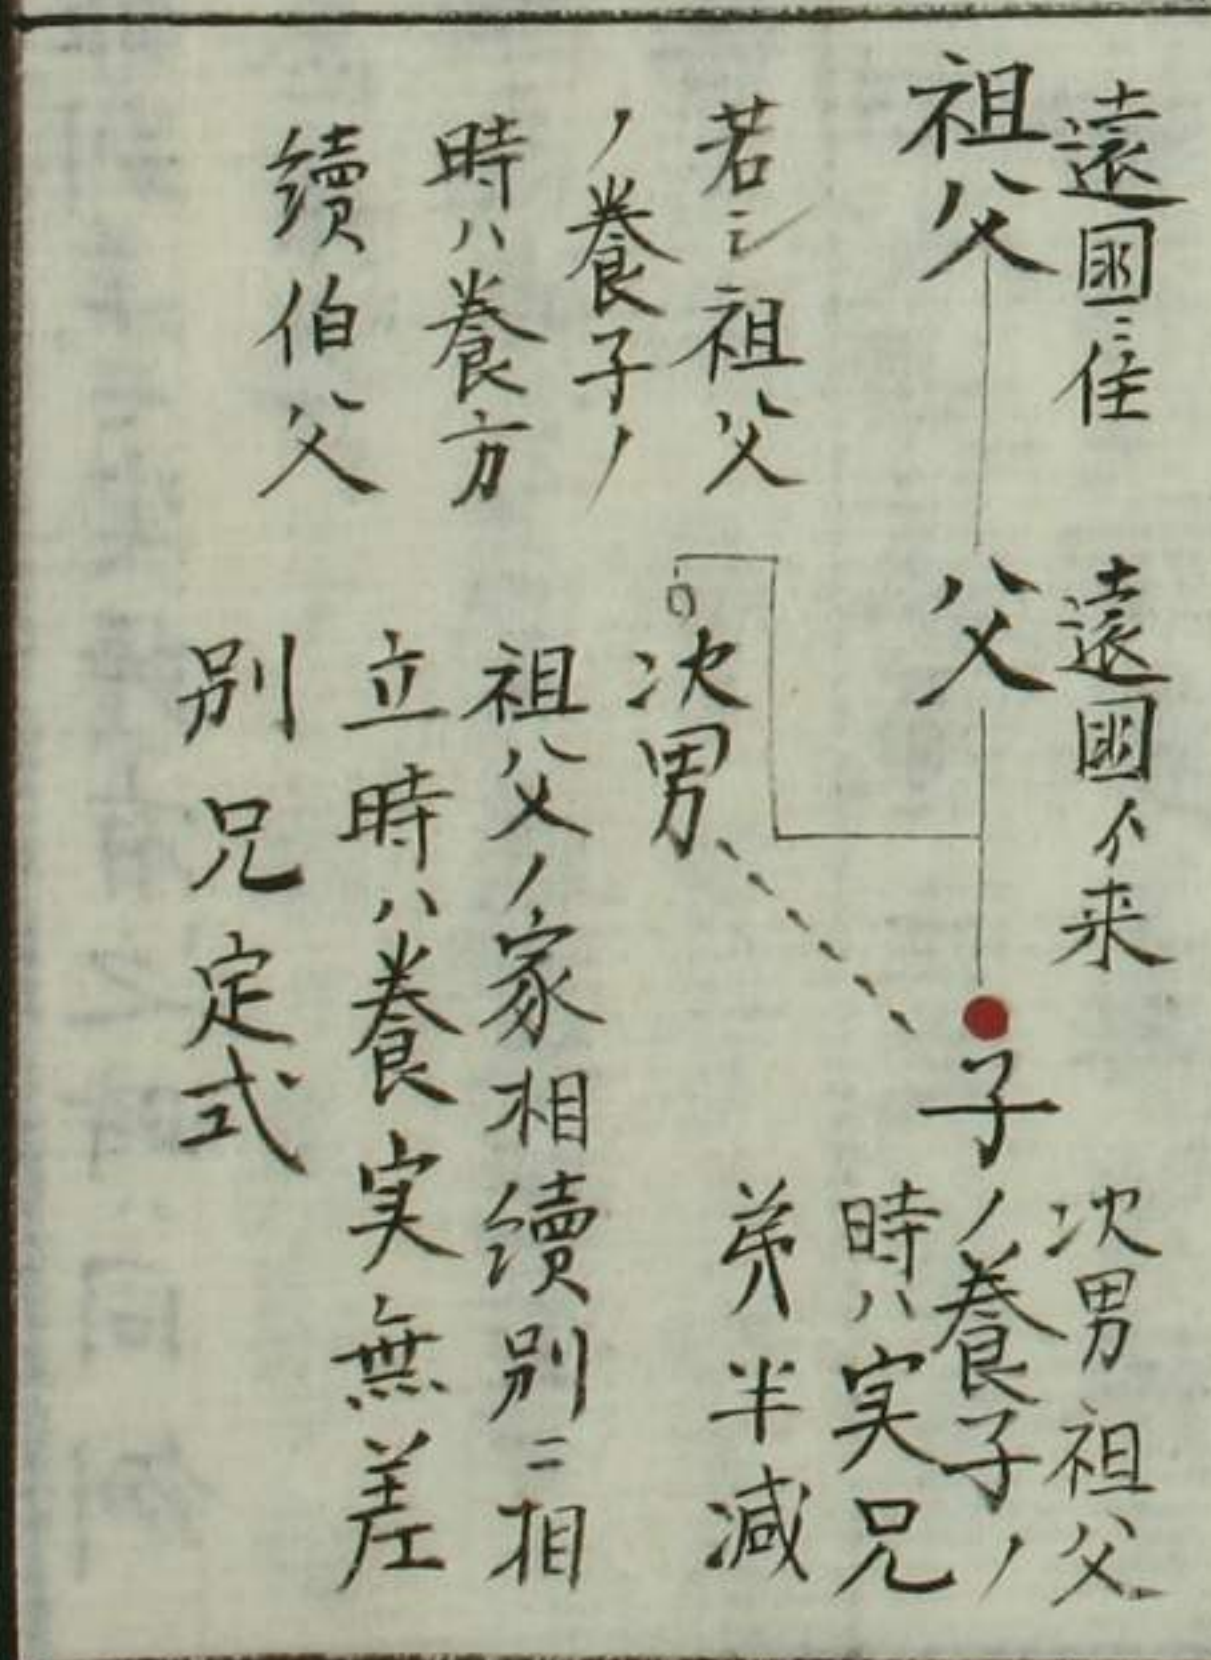 遠國ニ住
祖父
若シ祖父
ノ養子ノ
時ハ養方
續伯父
遠國不来
父
次男
祖父ノ家相續別ニ相
立時ハ養実無差
別兄定式
子
次男祖父
ノ養子ノ
時ハ実兄
弟半減